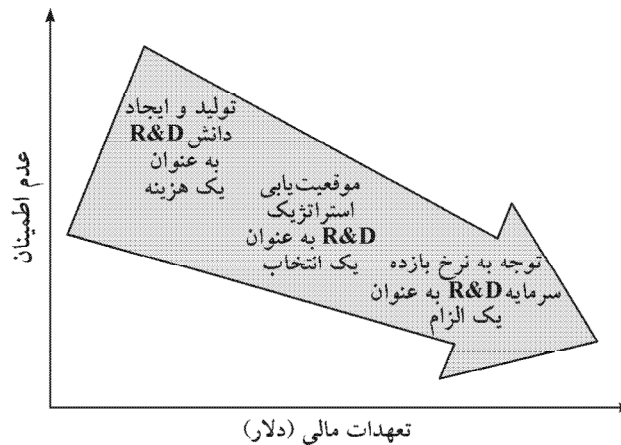 عدم اطمینان
تولید و ایجاد
دانش R&D
به عنوان
یک هزینه
موقعیت‌یابی
استراتژیک
R&D به عنوان
یک انتخاب
توجه به نرخ بازده
سرمایه R&D به عنوان
یک الزام
تعهدات مالی (دلار)